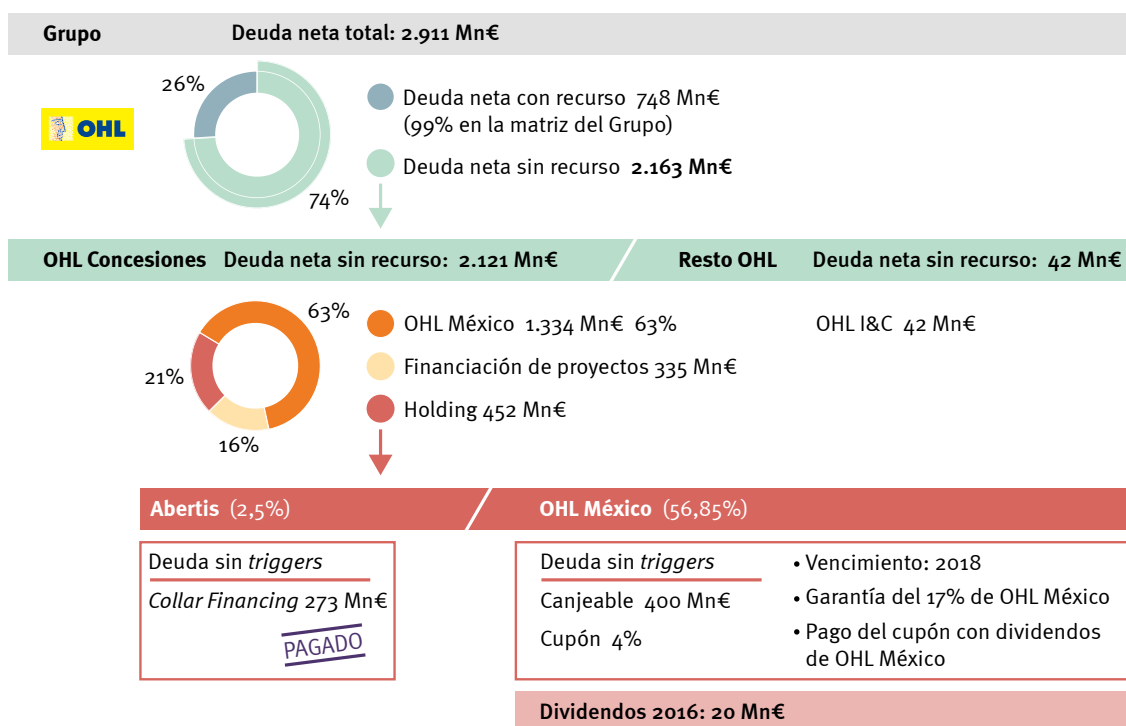 Grupo Deuda neta total: 2.911 Mn€
26%
OHL
Deuda neta con recurso 748 Mn€
(99% en la matriz del Grupo)
Deuda neta sin recurso 2.163 Mn€
74%
OHL Concesiones Deuda neta sin recurso: 2.121 Mn€ Resto OHL Deuda neta sin recurso: 42 Mn€
63%
OHL México 1.334 Mn€ 63%
OHL I&C 42 Mn€
Financiación de proyectos 335 Mn€
21%
Holding 452 Mn€
16%
Abertis (2,5%)
OHL México (56,85%)
Deuda sin triggers
Collar Financing 273 Mn€
PAGADO
Deuda sin triggers
Canjeable 400 Mn€
Cupón 4%
• Vencimiento: 2018
• Garantía del 17% de OHL México
• Pago del cupón con dividendos
de OHL México
Dividendos 2016: 20 Mn€